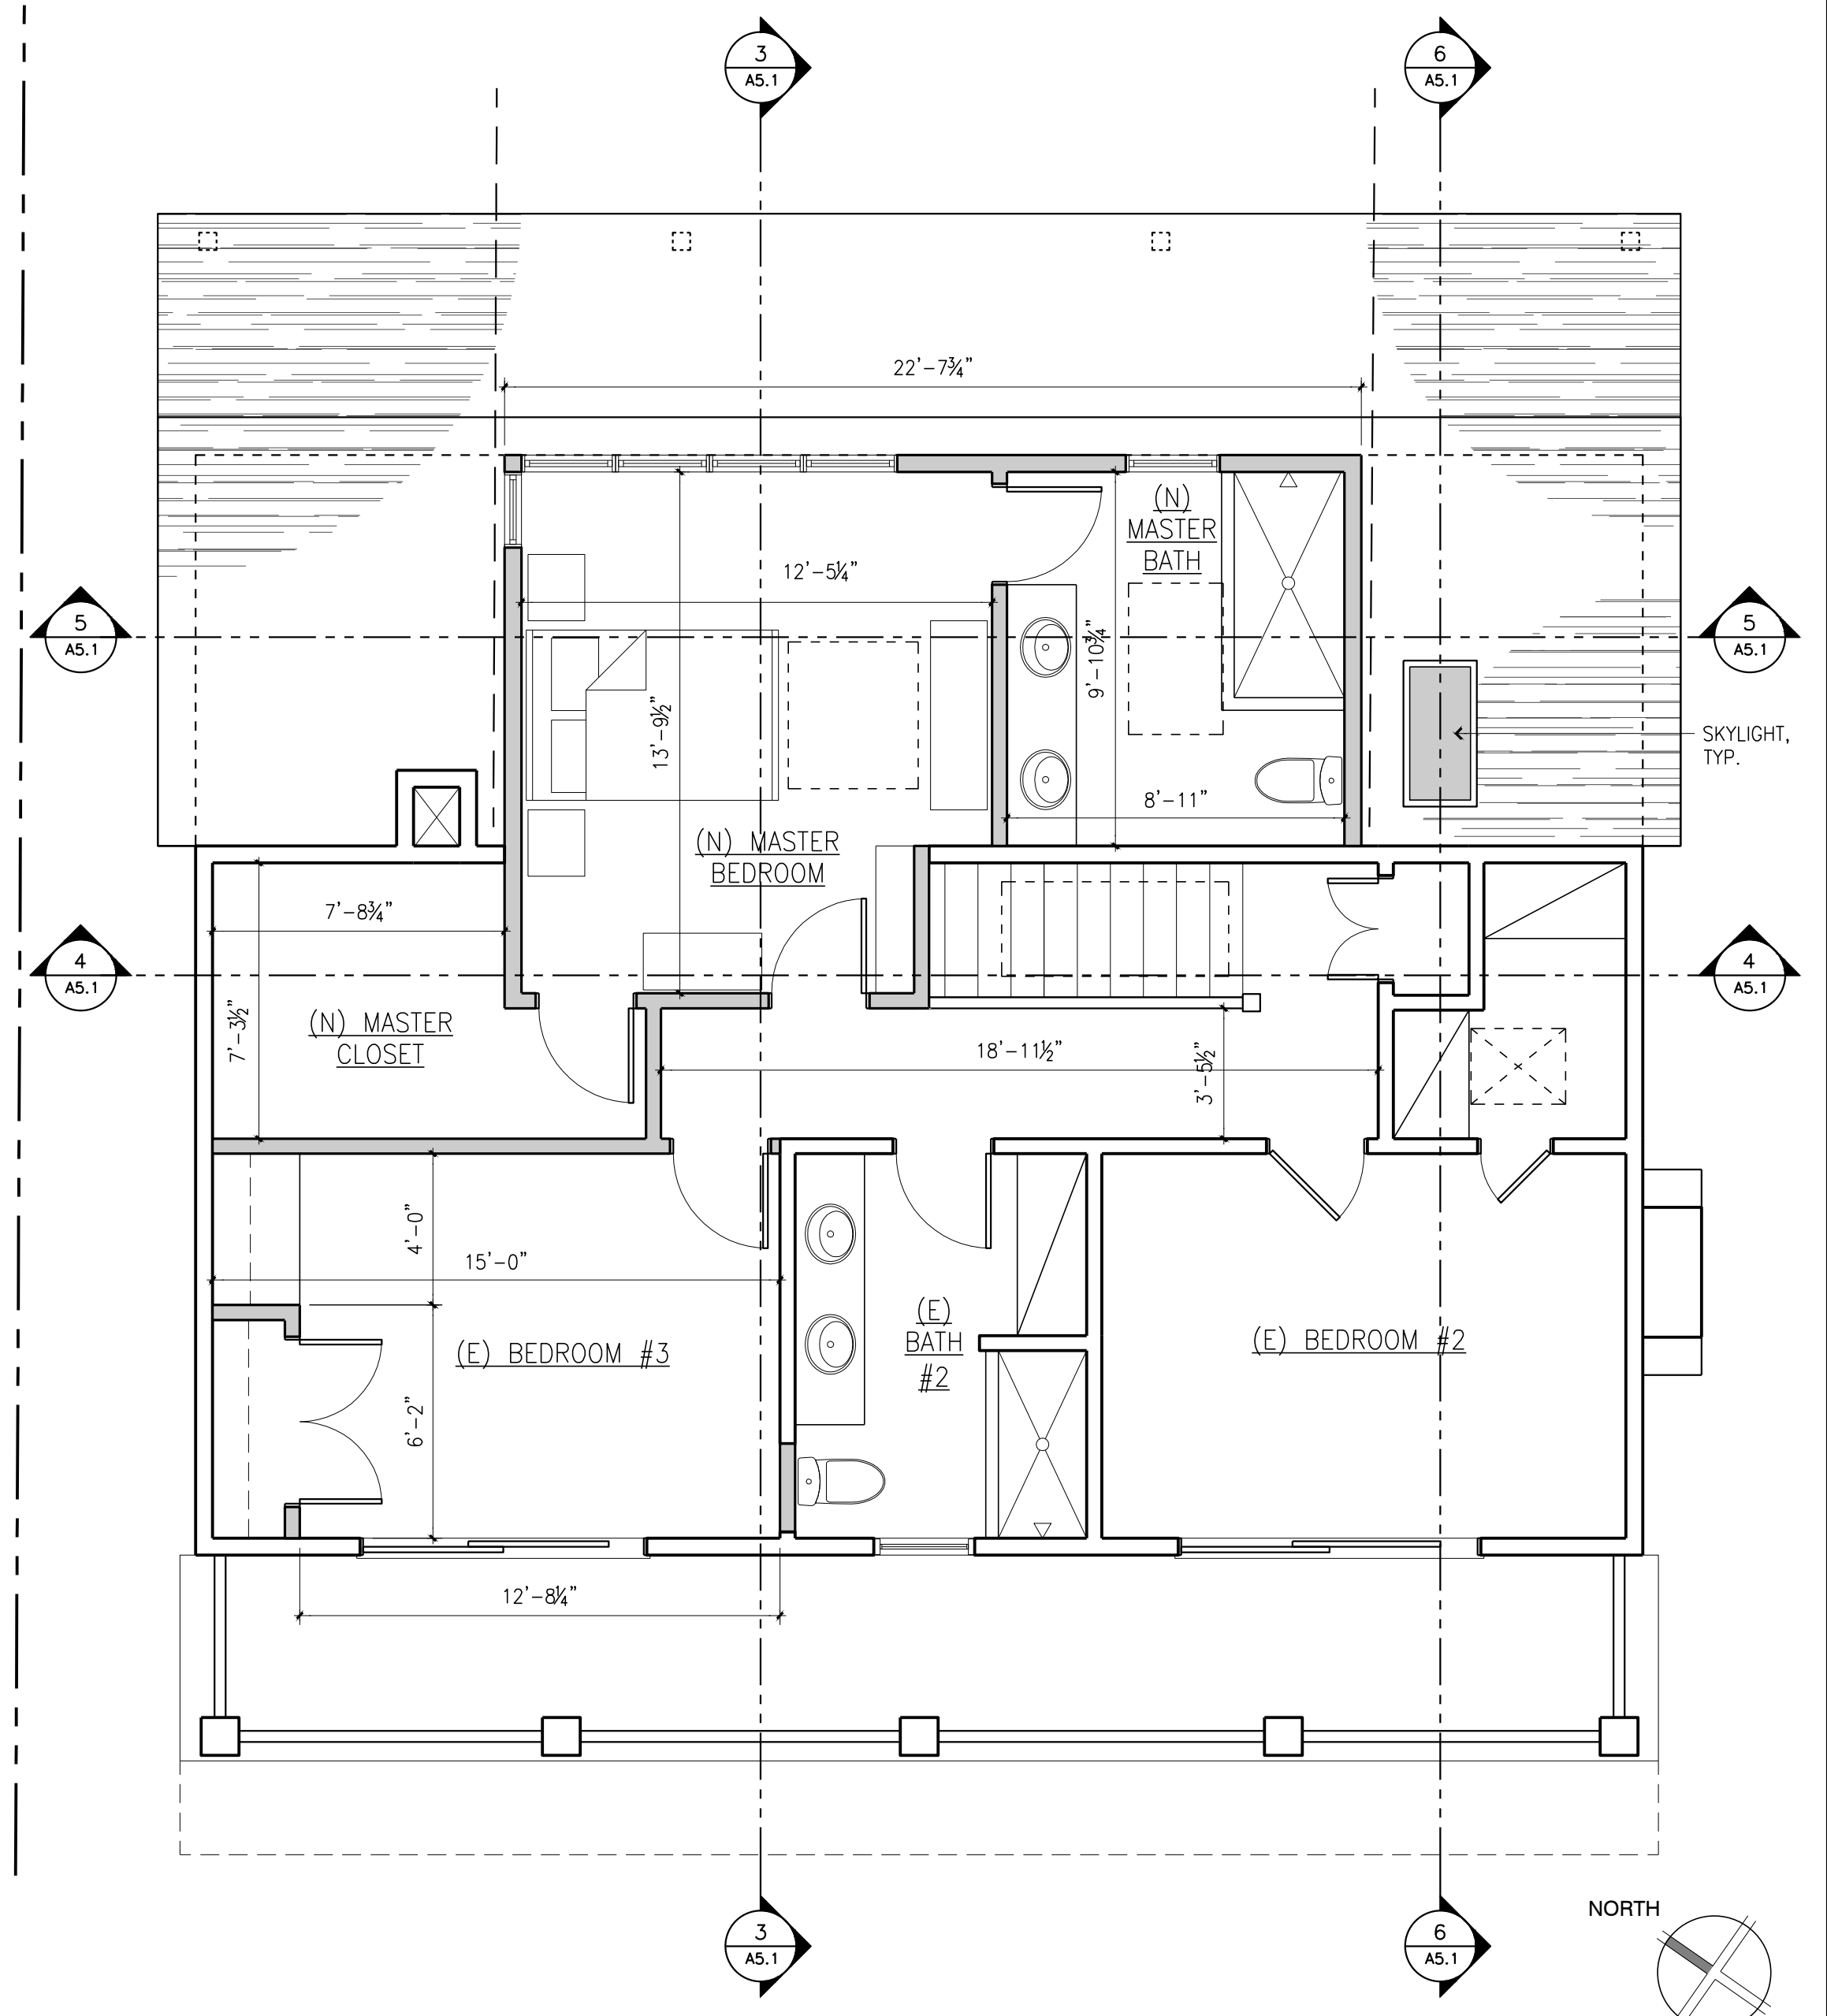 3
A5.1
6
A5.1
22'-7¾"
(N)
MASTER
BATH
12'-5¼"
5
A5.1
5
A5.1
9'-10¾"
13'-9½"
SKYLIGHT,
TYP.
8'-11"
(N) MASTER
BEDROOM
7'-8¾"
4
A5.1
4
A5.1
7'-3½"
(N) MASTER
CLOSET
18'-11½"
3'-5½"
4'-0"
15'-0"
(E) BEDROOM #3
(E)
BATH
#2
(E) BEDROOM #2
6'-2"
12'-8¼"
NORTH
3
A5.1
6
A5.1